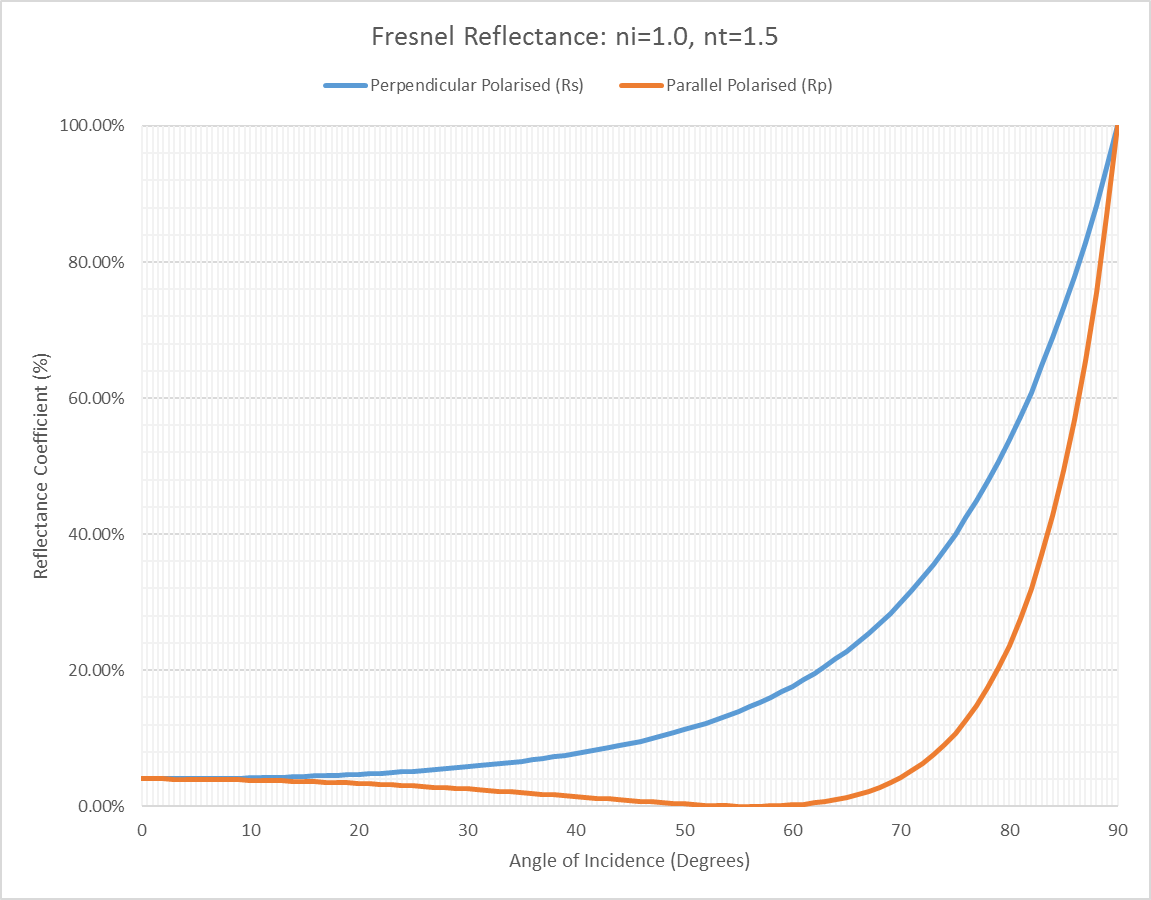 Fresnel Reflectance: ni=1.0, nt=1.5
Perpendicular Polarised (Rs) Parallel Polarised (Rp)
100.00%
80.00%
60.00%
40.00%
20.00%
0.00%
Reflectance Coefficient (%)
0 10 20 30 40 50 60 70 80 90
Angle of Incidence (Degrees)